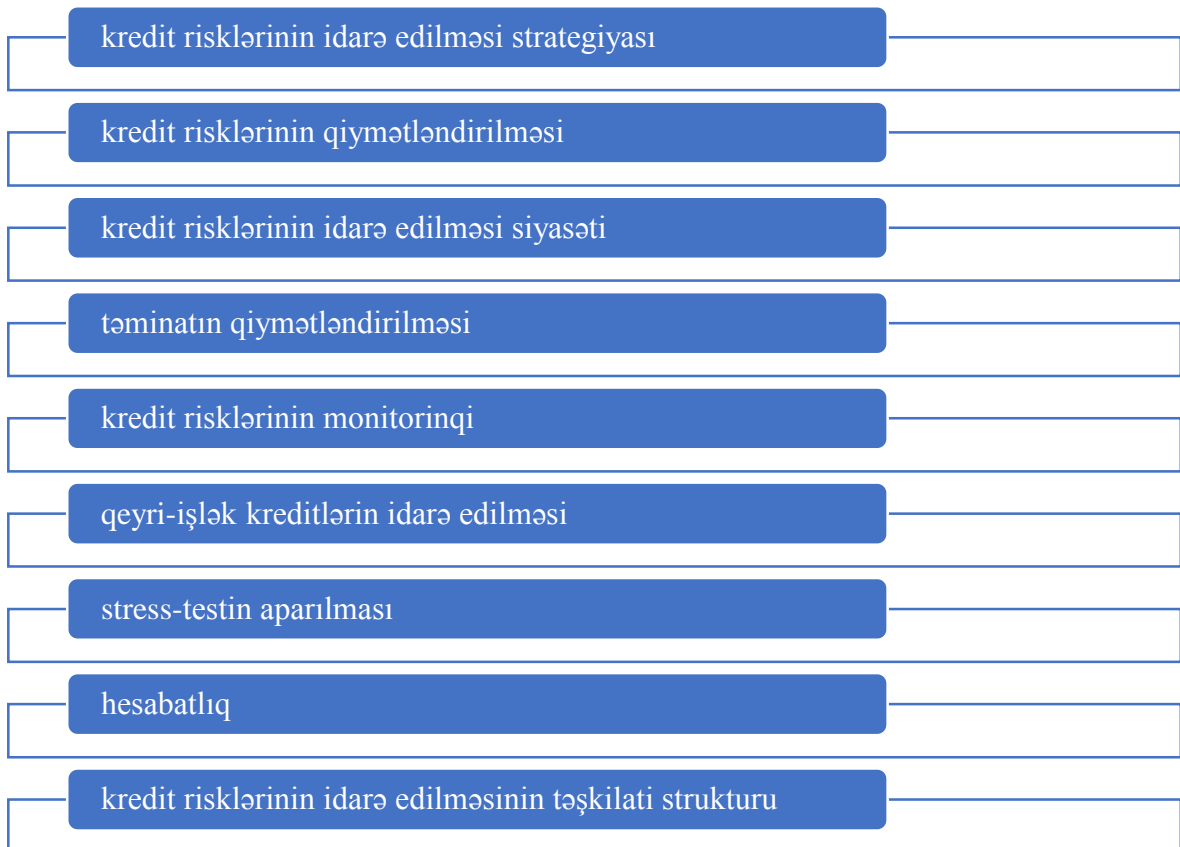 kredit risklərinin idarə edilməsi strategiyası
kredit risklərinin qiymətləndirilməsi
kredit risklərinin idarə edilməsi siyasəti
təminatın qiymətləndirilməsi
kredit risklərinin monitorinqi
qeyri-işlək kreditlərin idarə edilməsi
stress-testin aparılması
hesabatlıq
kredit risklərinin idarə edilməsinin təşkilati strukturu